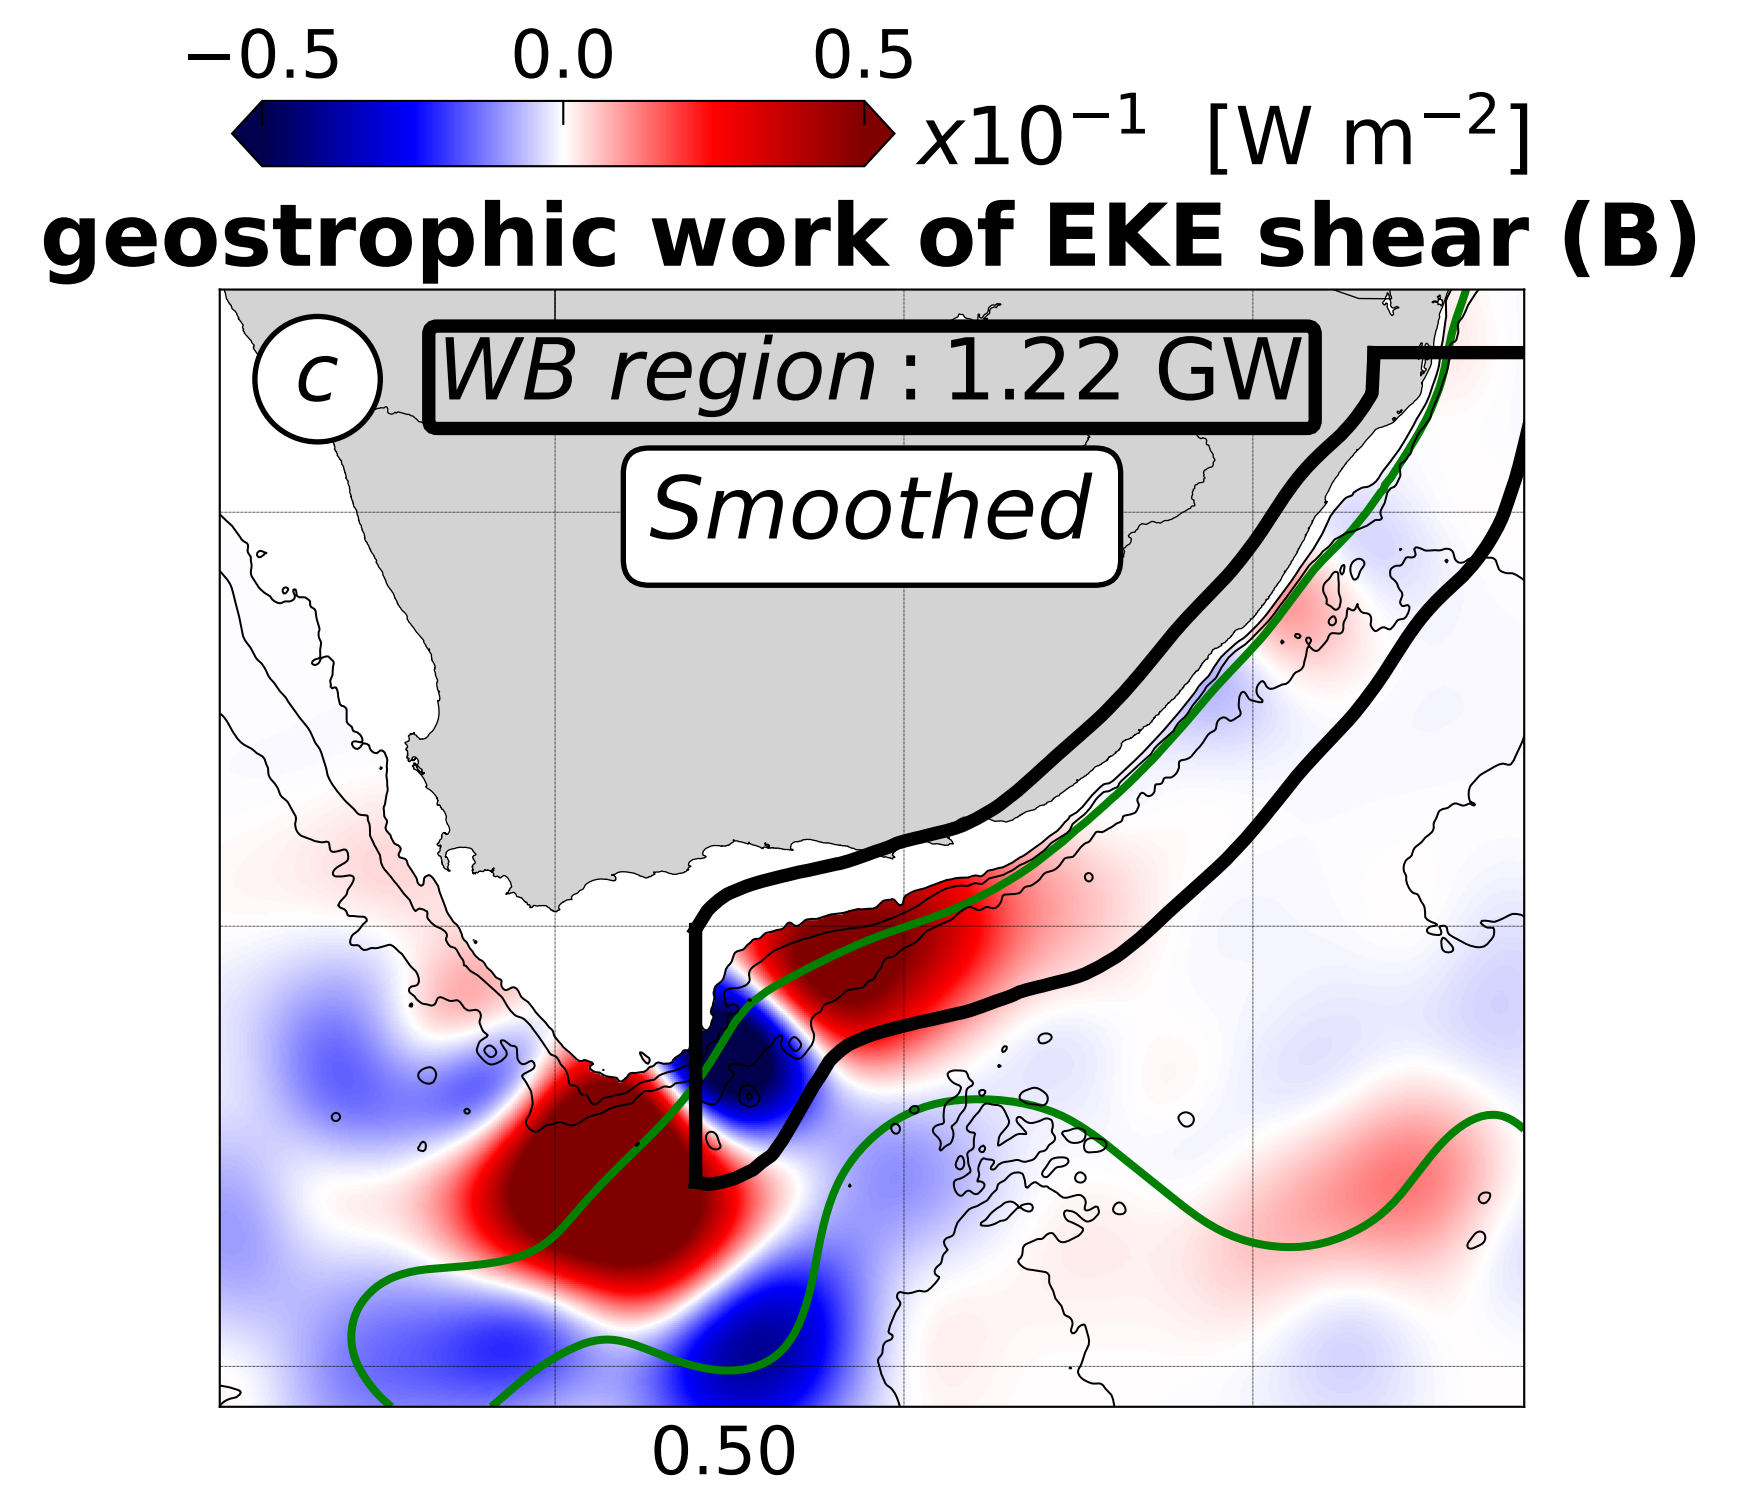 −0.5 0.0 0.5
x10⁻¹ [W m⁻²]
geostrophic work of EKE shear (B)
c
WB region : 1.22 GW
Smoothed
0.50